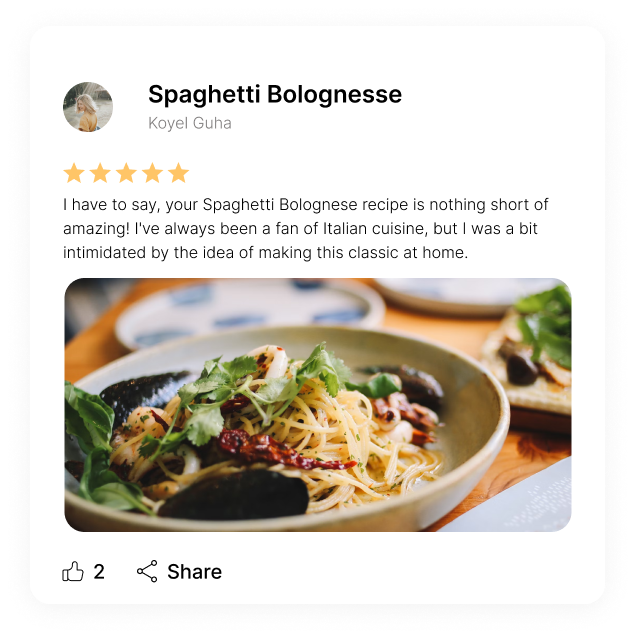 Spaghetti Bolognesse
Koyel Guha
I have to say, your Spaghetti Bolognese recipe is nothing short of
amazing! I've always been a fan of Italian cuisine, but I was a bit
intimidated by the idea of making this classic at home.
2
Share